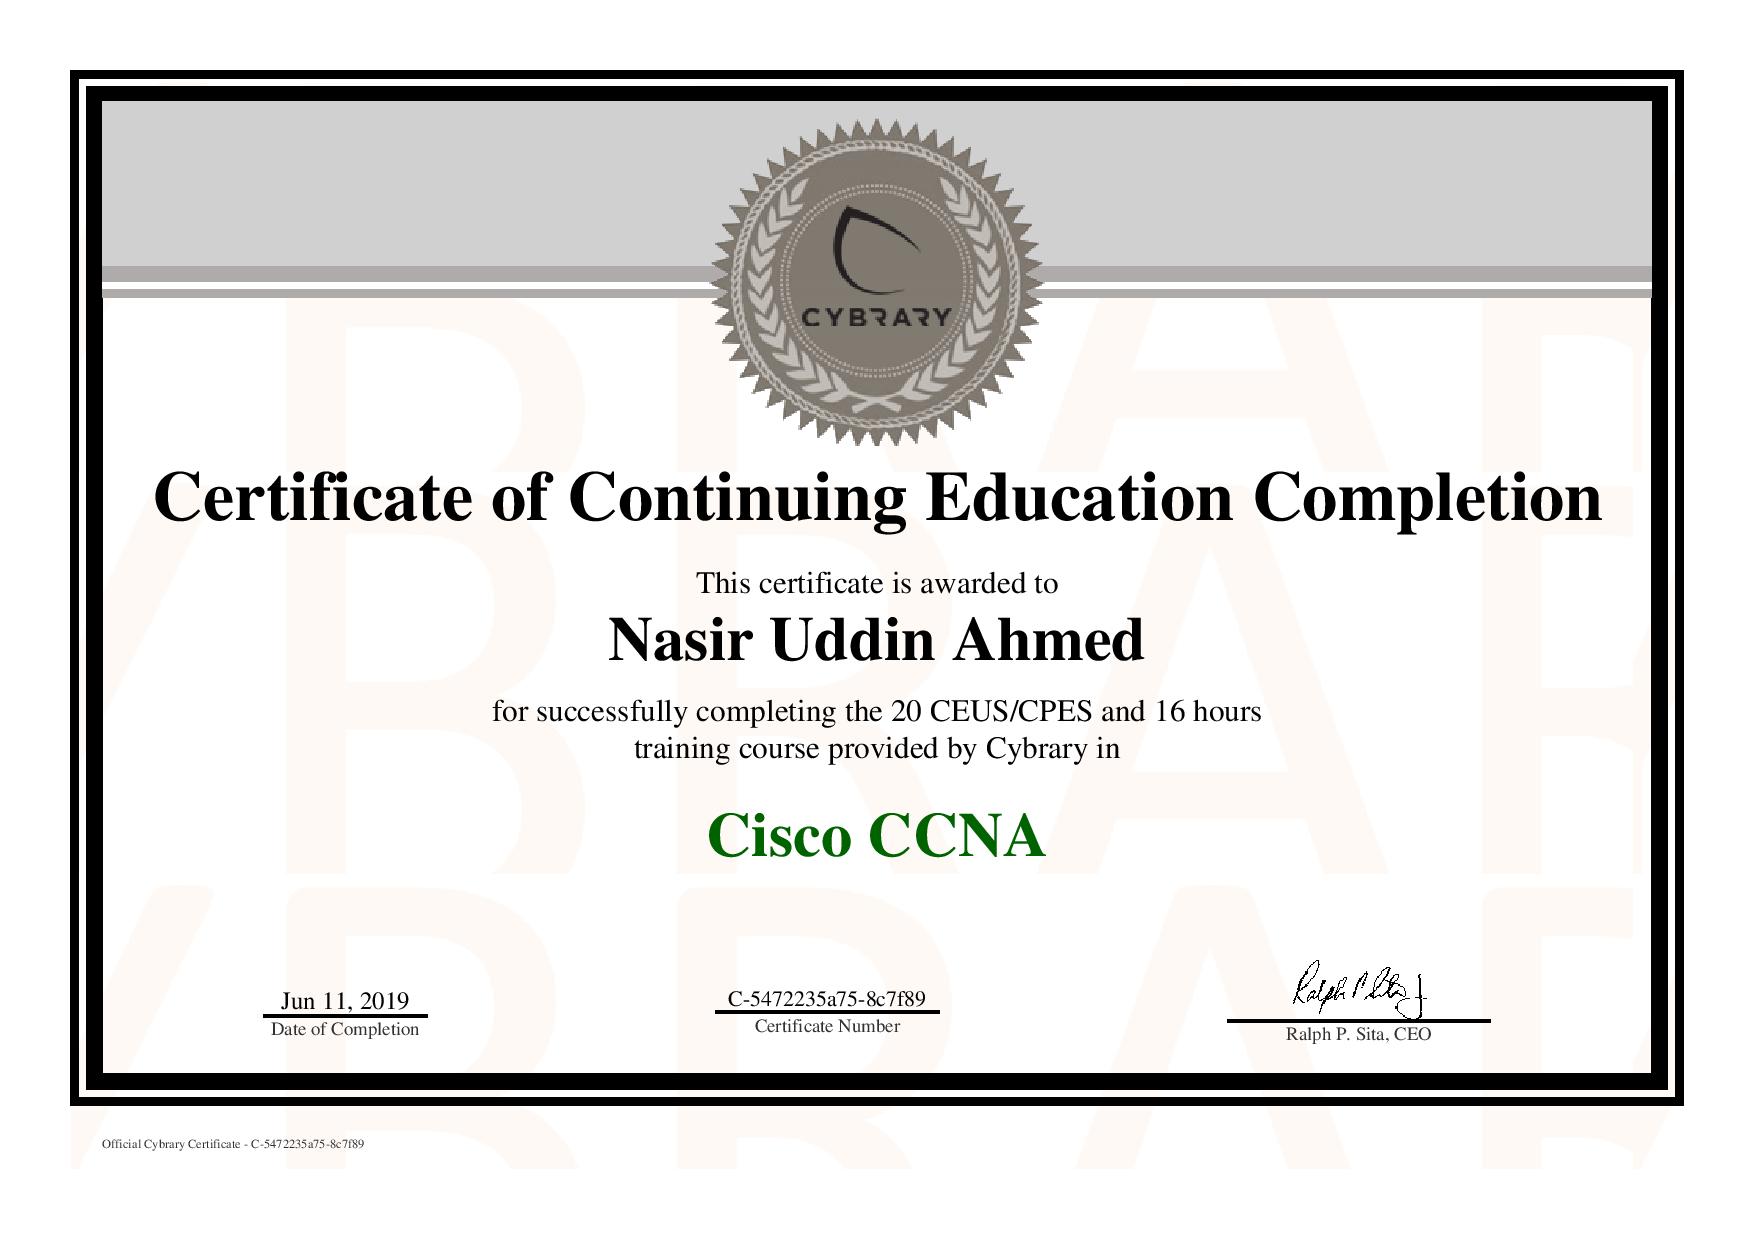 CYBRARY
Certificate of Continuing Education Completion
This certificate is awarded to
Nasir Uddin Ahmed
for successfully completing the 20 CEUS/CPES and 16 hours
training course provided by Cybrary in
Cisco CCNA
Jun 11, 2019
Date of Completion
C-5472235a75-8c7f89
Certificate Number
Ralph P. Sita
Ralph P. Sita, CEO
Official Cybrary Certificate - C-5472235a75-8c7f89